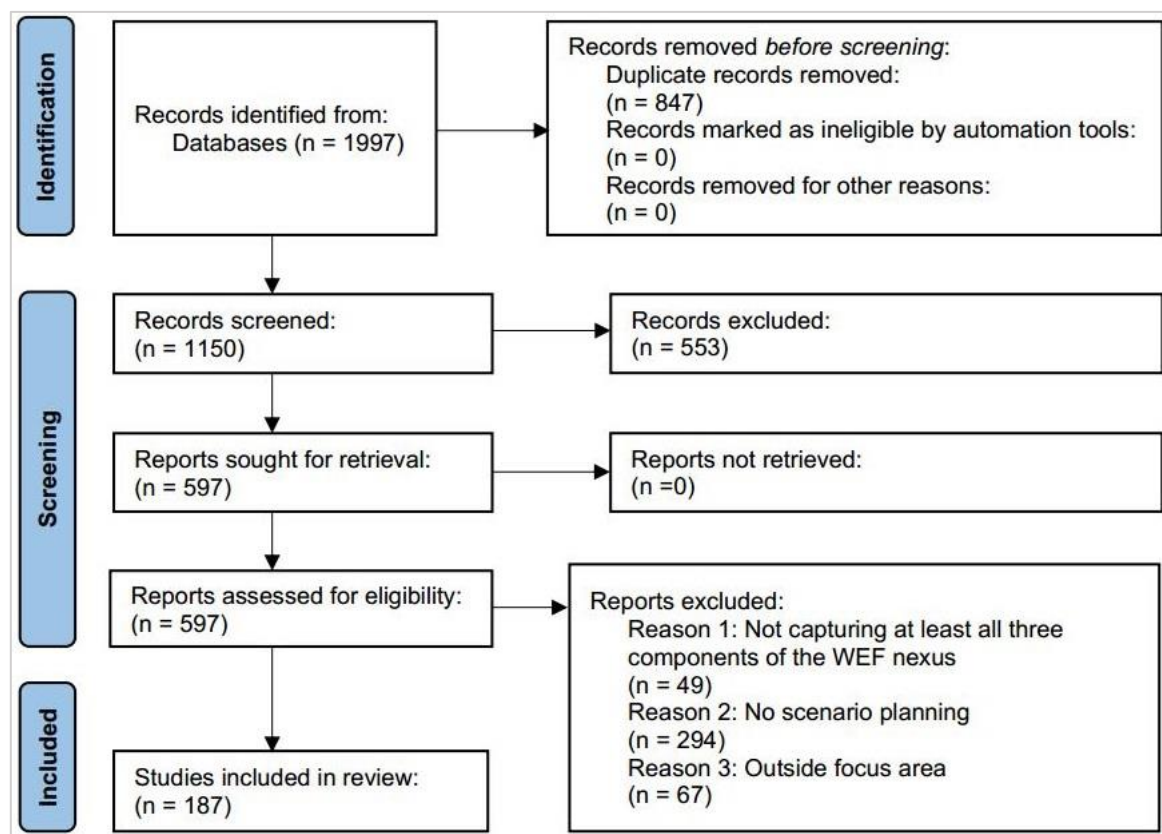 Identification
Records identified from:
Databases (n = 1997)
Records removed before screening:
Duplicate records removed:
(n = 847)
Records marked as ineligible by automation tools:
(n = 0)
Records removed for other reasons:
(n = 0)
Screening
Records screened:
(n = 1150)
Records excluded:
(n = 553)
Reports sought for retrieval:
(n = 597)
Reports not retrieved:
(n =0)
Reports assessed for eligibility:
(n = 597)
Reports excluded:
Reason 1: Not capturing at least all three
components of the WEF nexus
(n = 49)
Reason 2: No scenario planning
(n = 294)
Reason 3: Outside focus area
(n = 67)
Included
Studies included in review:
(n = 187)